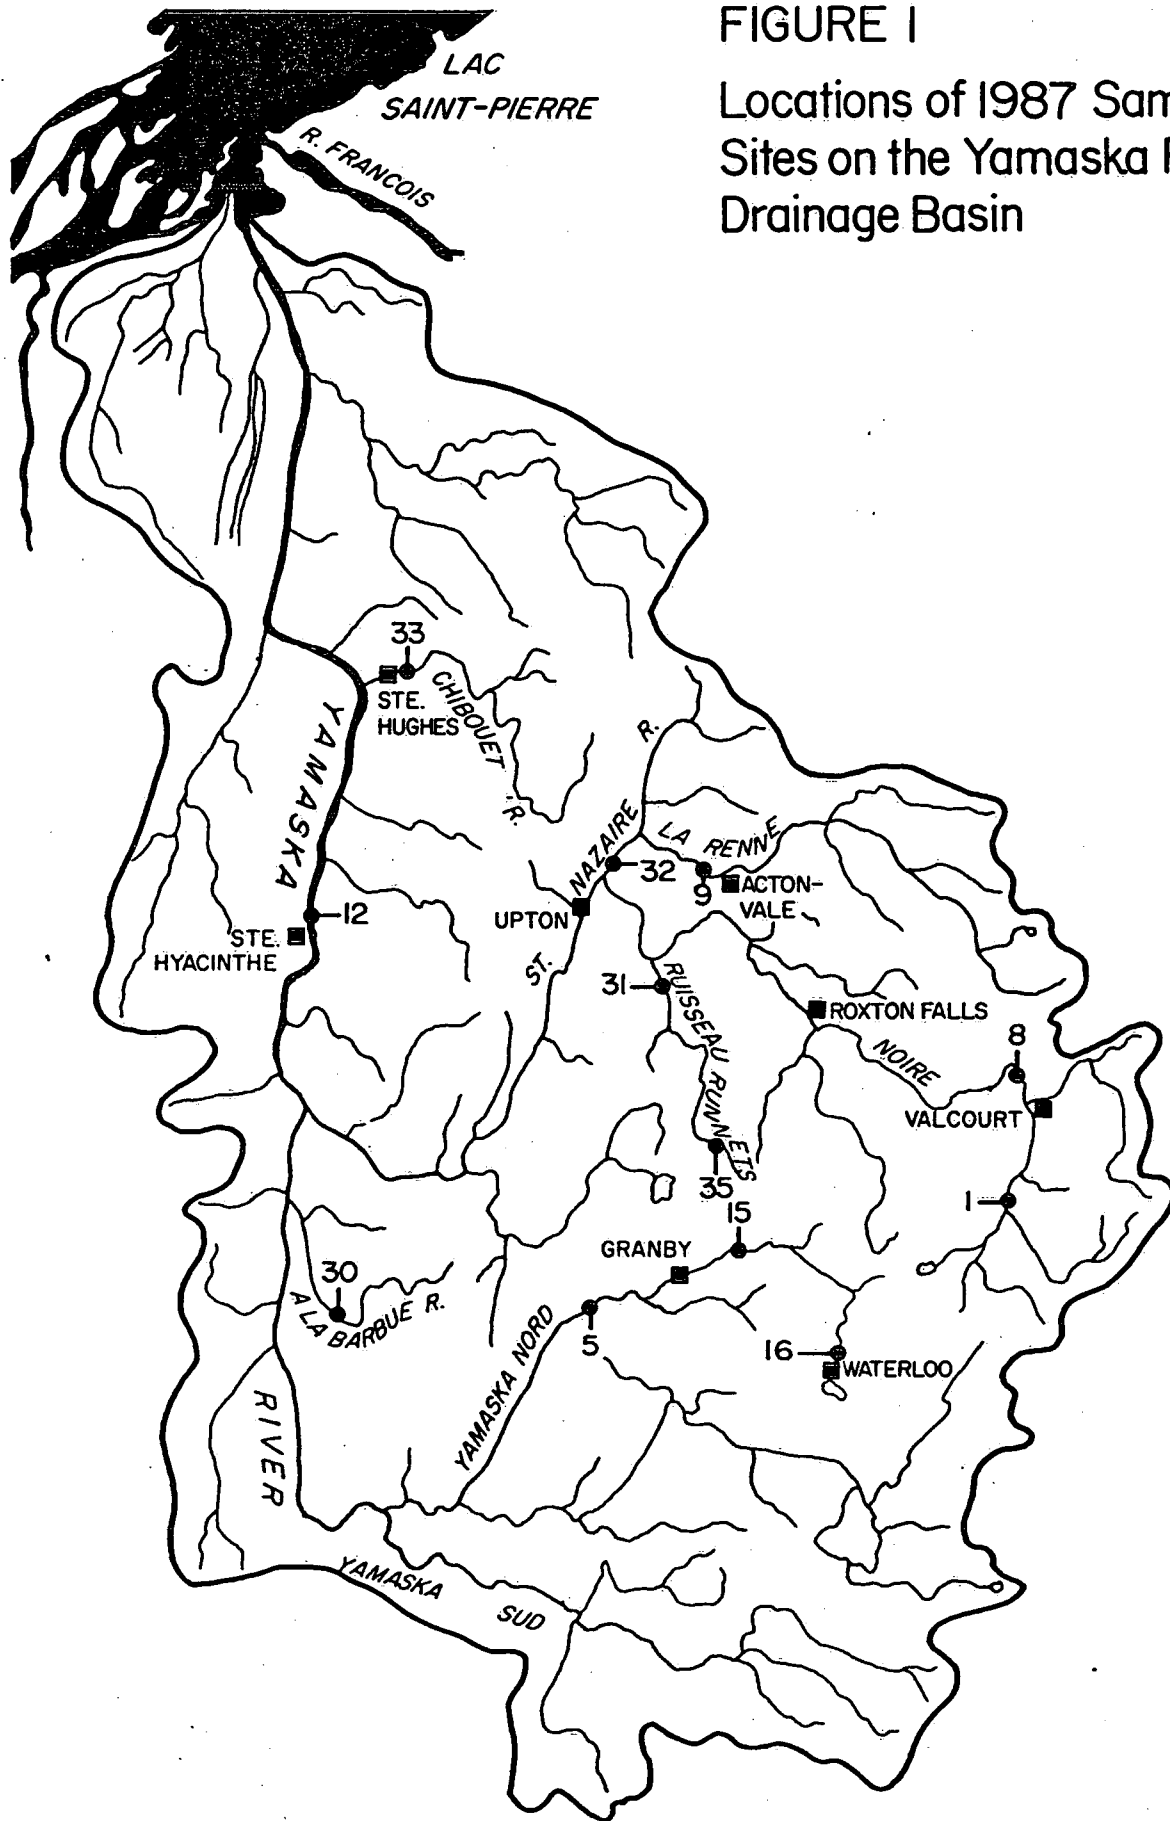 FIGURE 1
Locations of 1987 Sam
Sites on the Yamaska
Drainage Basin
LAC
SAINT-PIERRE
R. FRANCOIS
33
STE.
HUGHES
CHIBOUET R.
YAMASKA
R.
NAZAIRE
ST.
LA RENNE
32
9
ACTON-
VALE
UPTON
12
STE.
HYACINTHE
31
RUISSEAU RUNNETS
ROXTON FALLS
NOIRE
8
VALCOURT
35
1
15
GRANBY
30
A LA BARBUE R.
5
YAMASKA NORD
16
WATERLOO
RIVER
YAMASKA
SUD